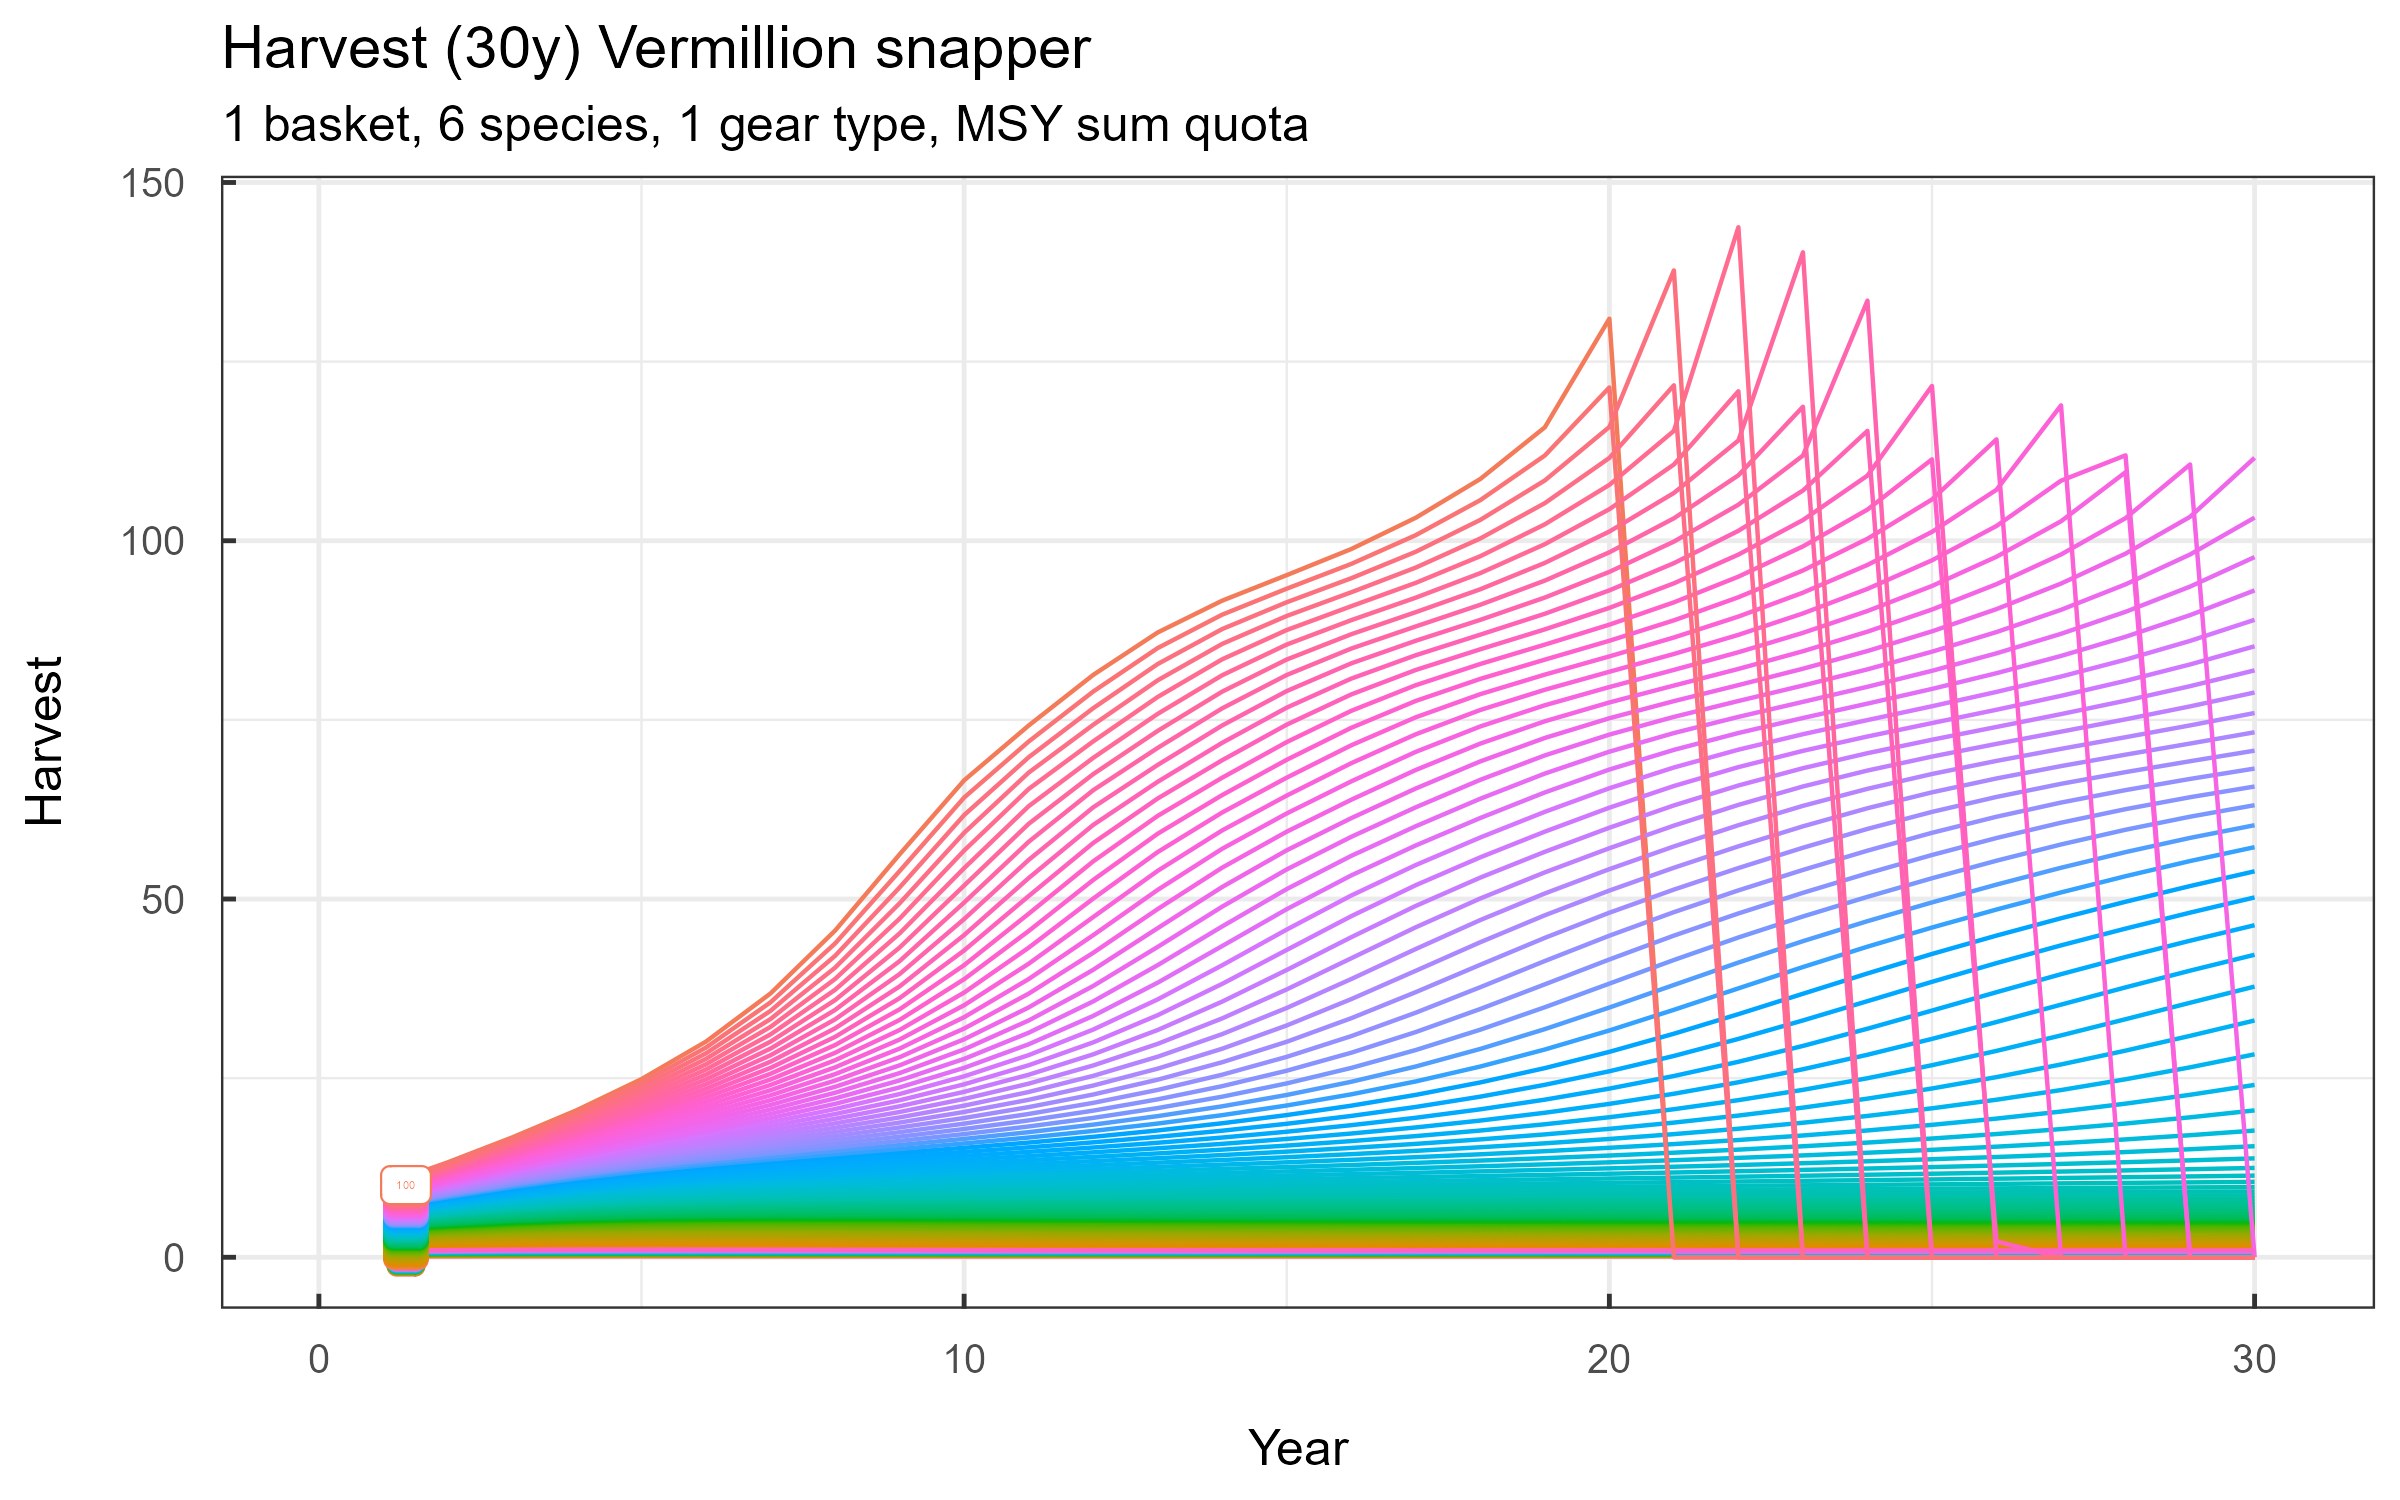 Harvest (30y) Vermillion snapper
1 basket, 6 species, 1 gear type, MSY sum quota
150
100
50
0
Harvest
100
0 10 20 30
Year